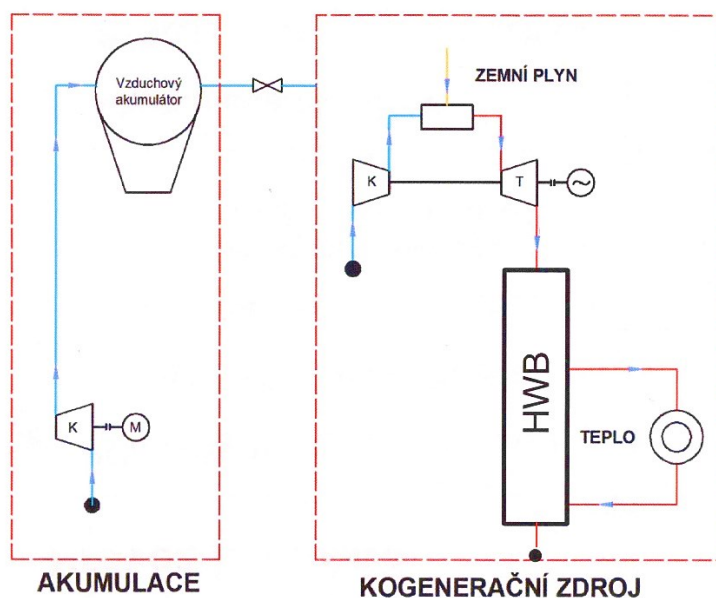 Vzduchový
akumulátor
ZEMNÍ PLYN
K
T
K
M
HWB
TEPLO
AKUMULACE
KOGENERAČNÍ ZDROJ